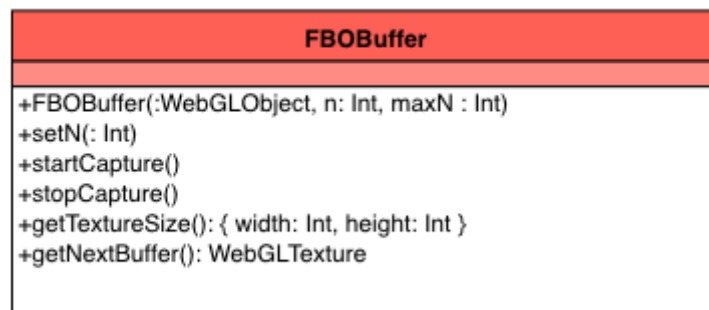 FBOBuffer
+FBOBuffer(:WebGLObject, n: Int, maxN : Int)
+setN(: Int)
+startCapture()
+stopCapture()
+getTextureSize(): { width: Int, height: Int }
+getNextBuffer(): WebGLTexture